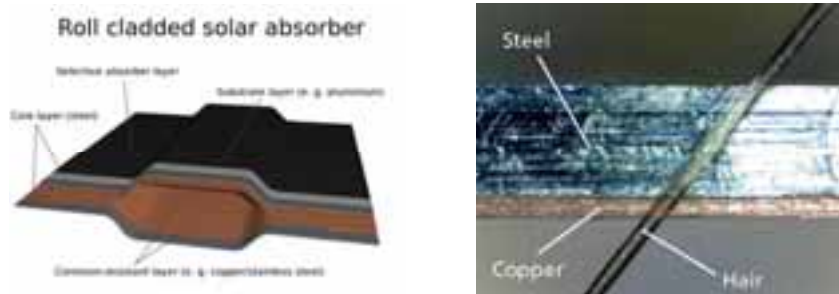 Roll cladded solar absorber
Selective absorber layer
Substrate layer (e. g. aluminium)
Core layer (steel)
Corrosion-resistant layer (e. g. copper/stainless steel)
Steel
Copper
Hair